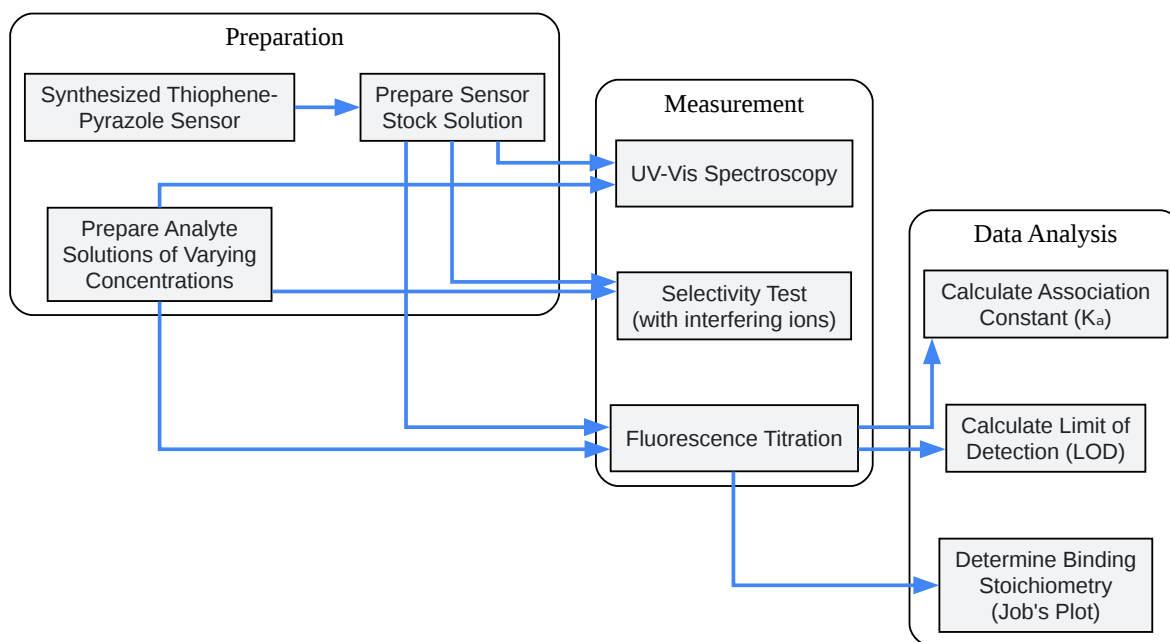 Preparation
Synthesized Thiophene-
Pyrazole Sensor
Prepare Sensor
Stock Solution
Prepare Analyte
Solutions of Varying
Concentrations
Measurement
UV-Vis Spectroscopy
Selectivity Test
(with interfering ions)
Fluorescence Titration
Data Analysis
Calculate Association
Constant (Kₐ)
Calculate Limit of
Detection (LOD)
Determine Binding
Stoichiometry
(Job's Plot)